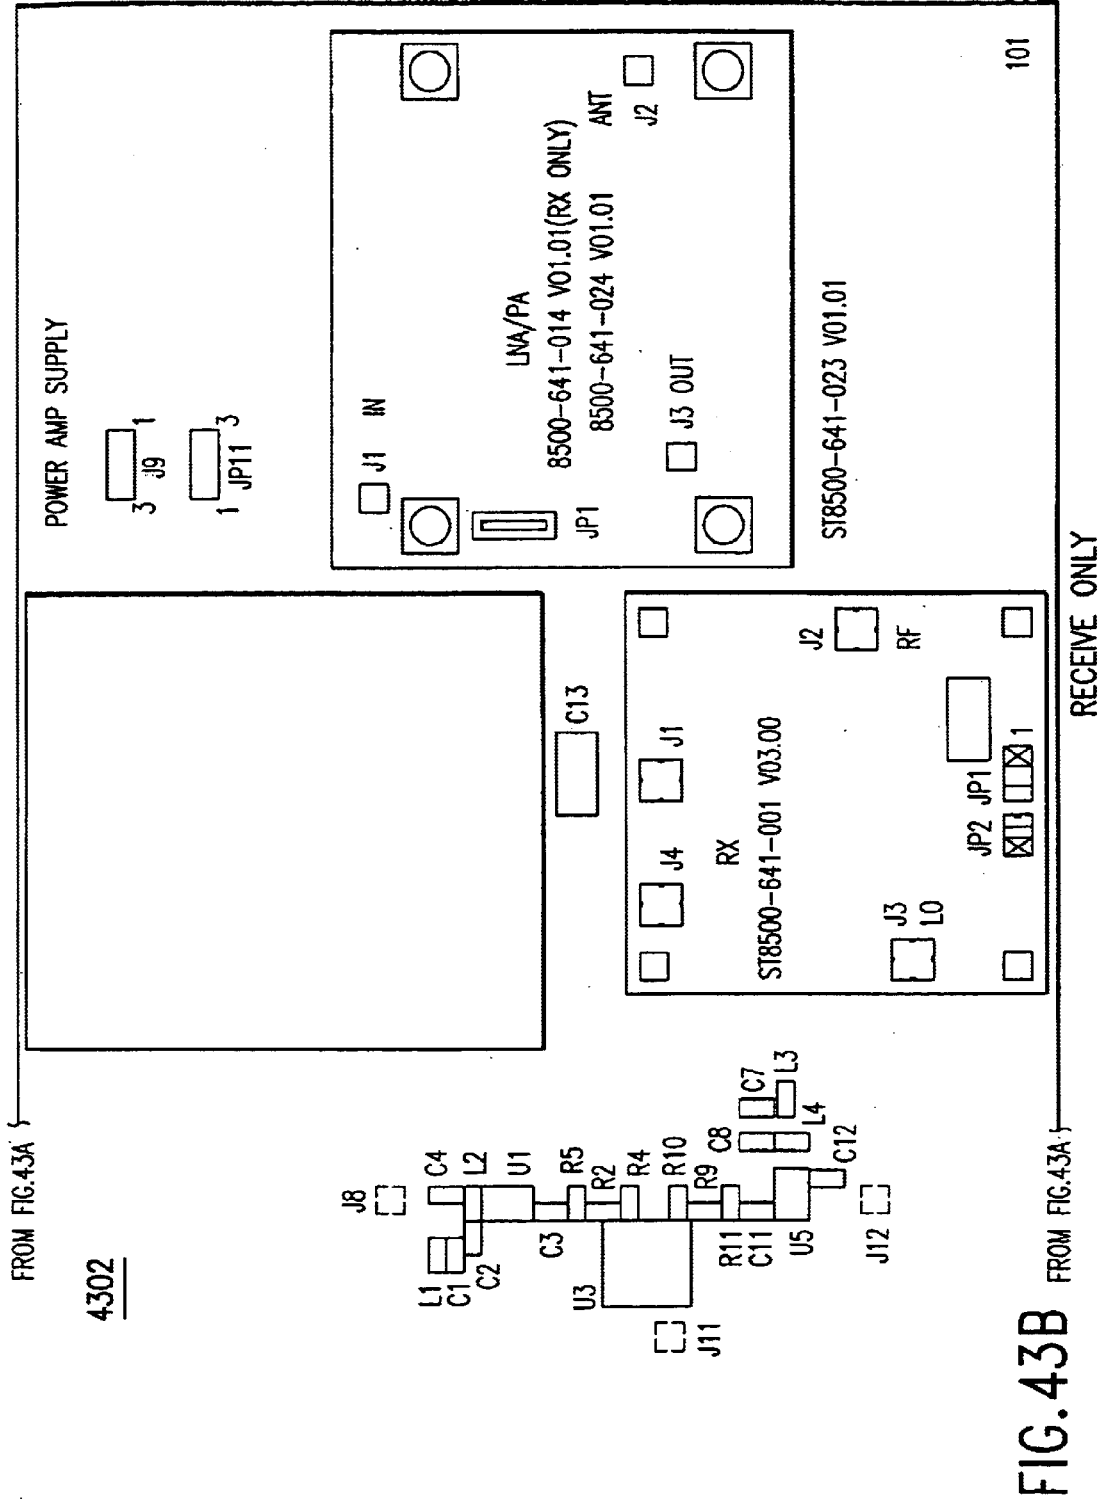 FROM FIG.43A
4302
J8
L1
C1
C2
C4
L2
U1
C3
R5
R2
R4
U3
J11
R10
R9
R11
C11
U5
J12
C8
C7
L3
L4
C12
FROM FIG.43A
POWER AMP SUPPLY
3 J9 1
1 JP11 3
C13
J1 IN
JP1
LNA/PA
8500-641-014 V01.01(RX ONLY)
8500-641-024 V01.01
ANT
J2
J3 OUT
ST8500-641-023 V01.01
J4
J1
RX
ST8500-641-001 V03.00
J2
RF
J3
LO
JP2
JP1
1
101
RECEIVE ONLY
FIG.43B